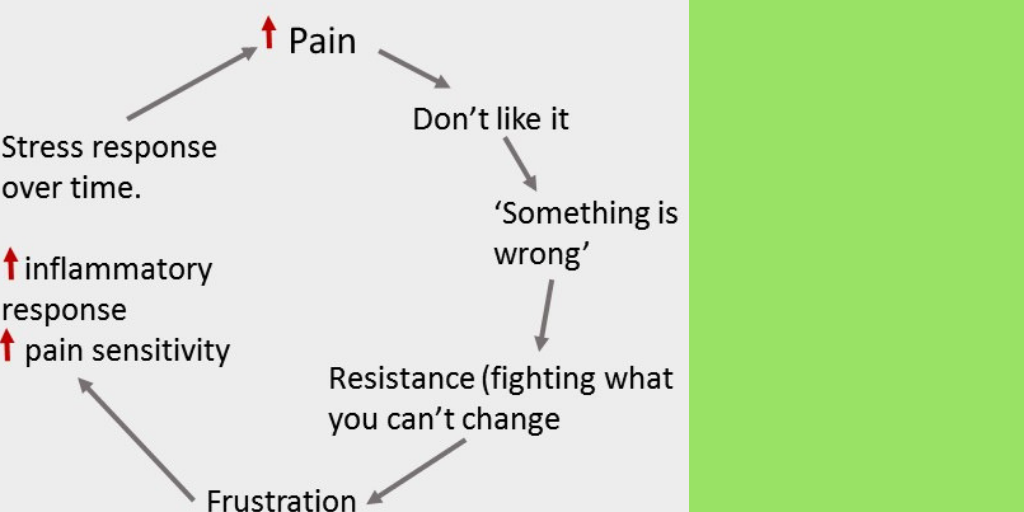 Pain
Don’t like it
‘Something is
wrong’
Resistance (fighting what
you can’t change
Frustration
Stress response
over time.
inflammatory
response
pain sensitivity